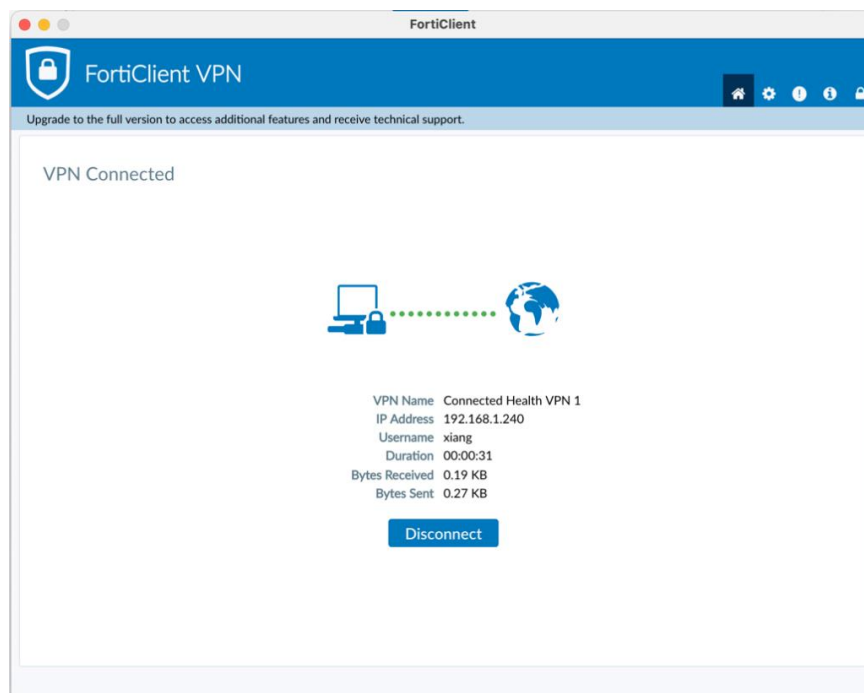 FortiClient
FortiClient VPN
Upgrade to the full version to access additional features and receive technical support.
VPN Connected
VPN Name Connected Health VPN 1
IP Address 192.168.1.240
Username xiang
Duration 00:00:31
Bytes Received 0.19 KB
Bytes Sent 0.27 KB
Disconnect